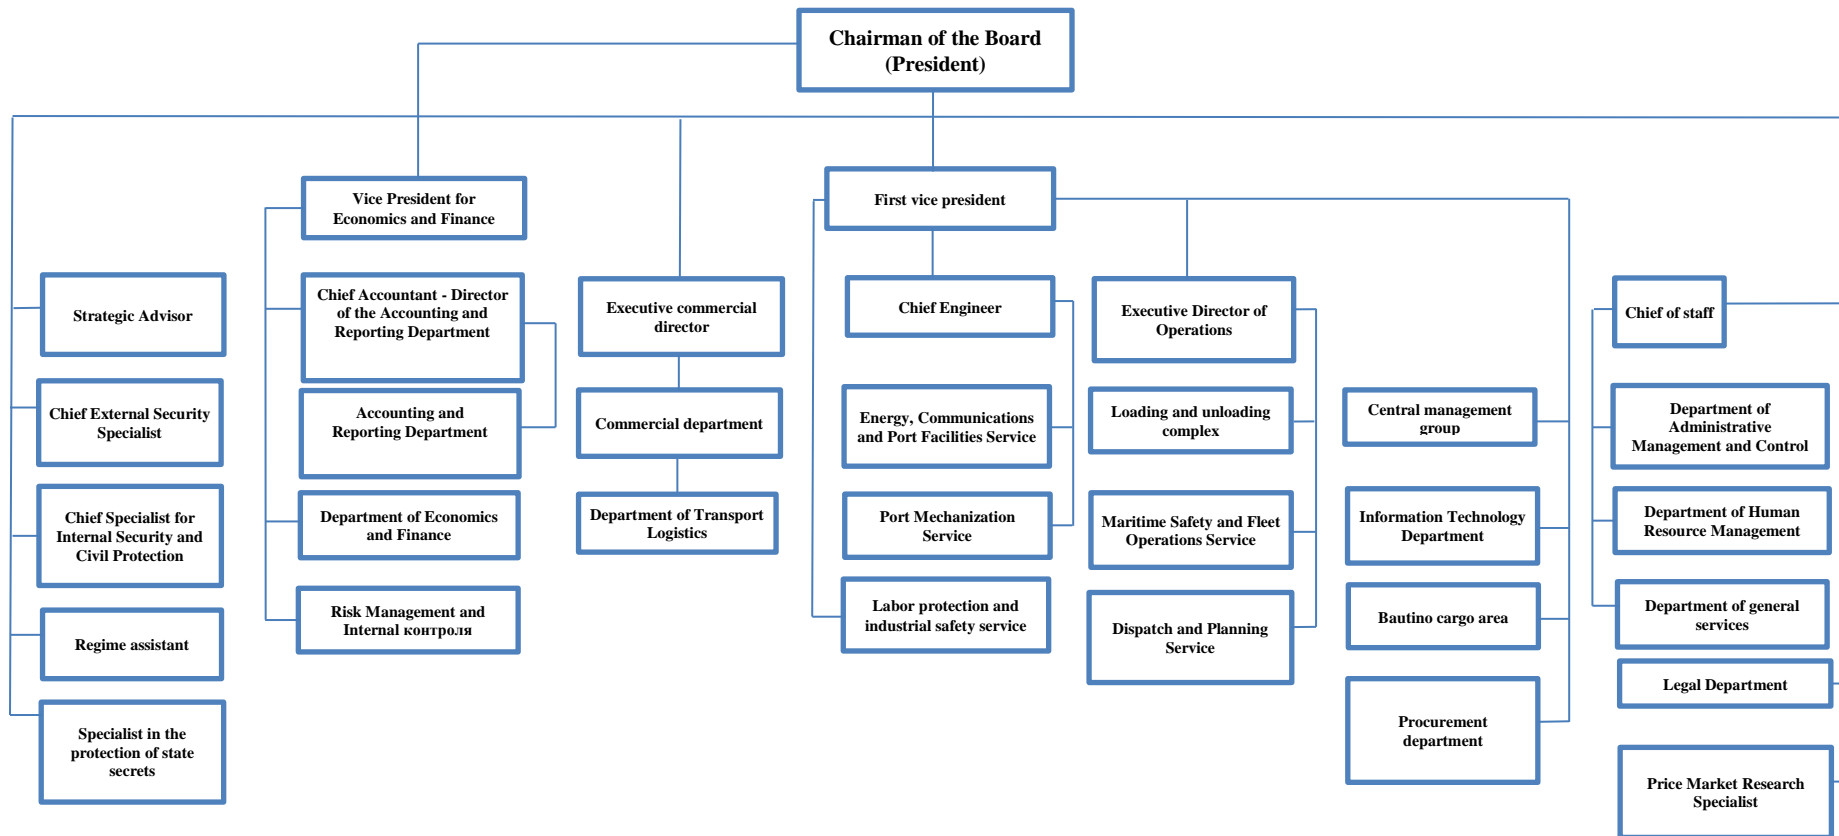 Chairman of the Board
(President)
Vice President for
Economics and Finance
First vice president
Strategic Advisor
Chief External Security
Specialist
Chief Specialist for
Internal Security and
Civil Protection
Regime assistant
Specialist in the
protection of state
secrets
Chief Accountant - Director
of the Accounting and
Reporting Department
Accounting and
Reporting Department
Department of Economics
and Finance
Risk Management and
Internal контроля
Executive commercial
director
Commercial department
Department of Transport
Logistics
Chief Engineer
Energy, Communications
and Port Facilities Service
Port Mechanization
Service
Labor protection and
industrial safety service
Executive Director of
Operations
Loading and unloading
complex
Maritime Safety and Fleet
Operations Service
Dispatch and Planning
Service
Central management
group
Information Technology
Department
Bautino cargo area
Procurement
department
Chief of staff
Department of
Administrative
Management and Control
Department of Human
Resource Management
Department of general
services
Legal Department
Price Market Research
Specialist